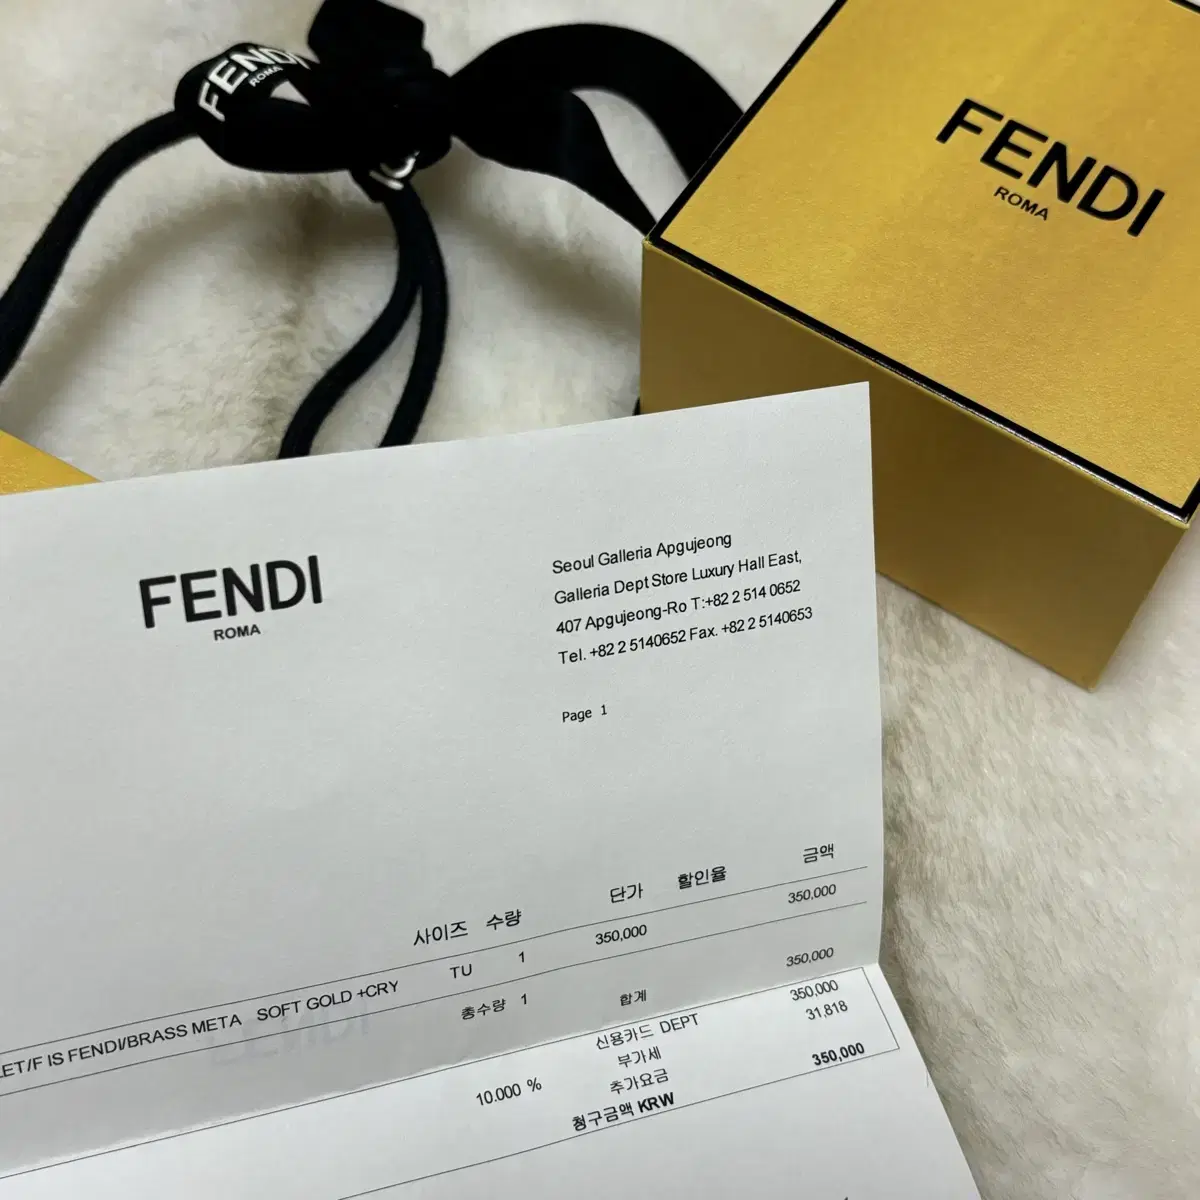 FENDI
ROMA
FENDI
ROMA
FENDI
ROMA
Seoul Galleria Apgujeong
Galleria Dept Store Luxury Hall East,
407 Apgujeong-Ro T:+82 2 514 0652
Tel. +82 2 5140652 Fax. +82 2 5140653
Page 1
사이즈 수량 단가 할인율 금액
LET/F IS FENDI/BRASS META SOFT GOLD +CRY TU 1 350,000 350,000
총수량 1 합계 350,000
신용카드 DEPT 350,000
10.000 % 부가세 31,818
추가요금
청구금액 KRW 350,000